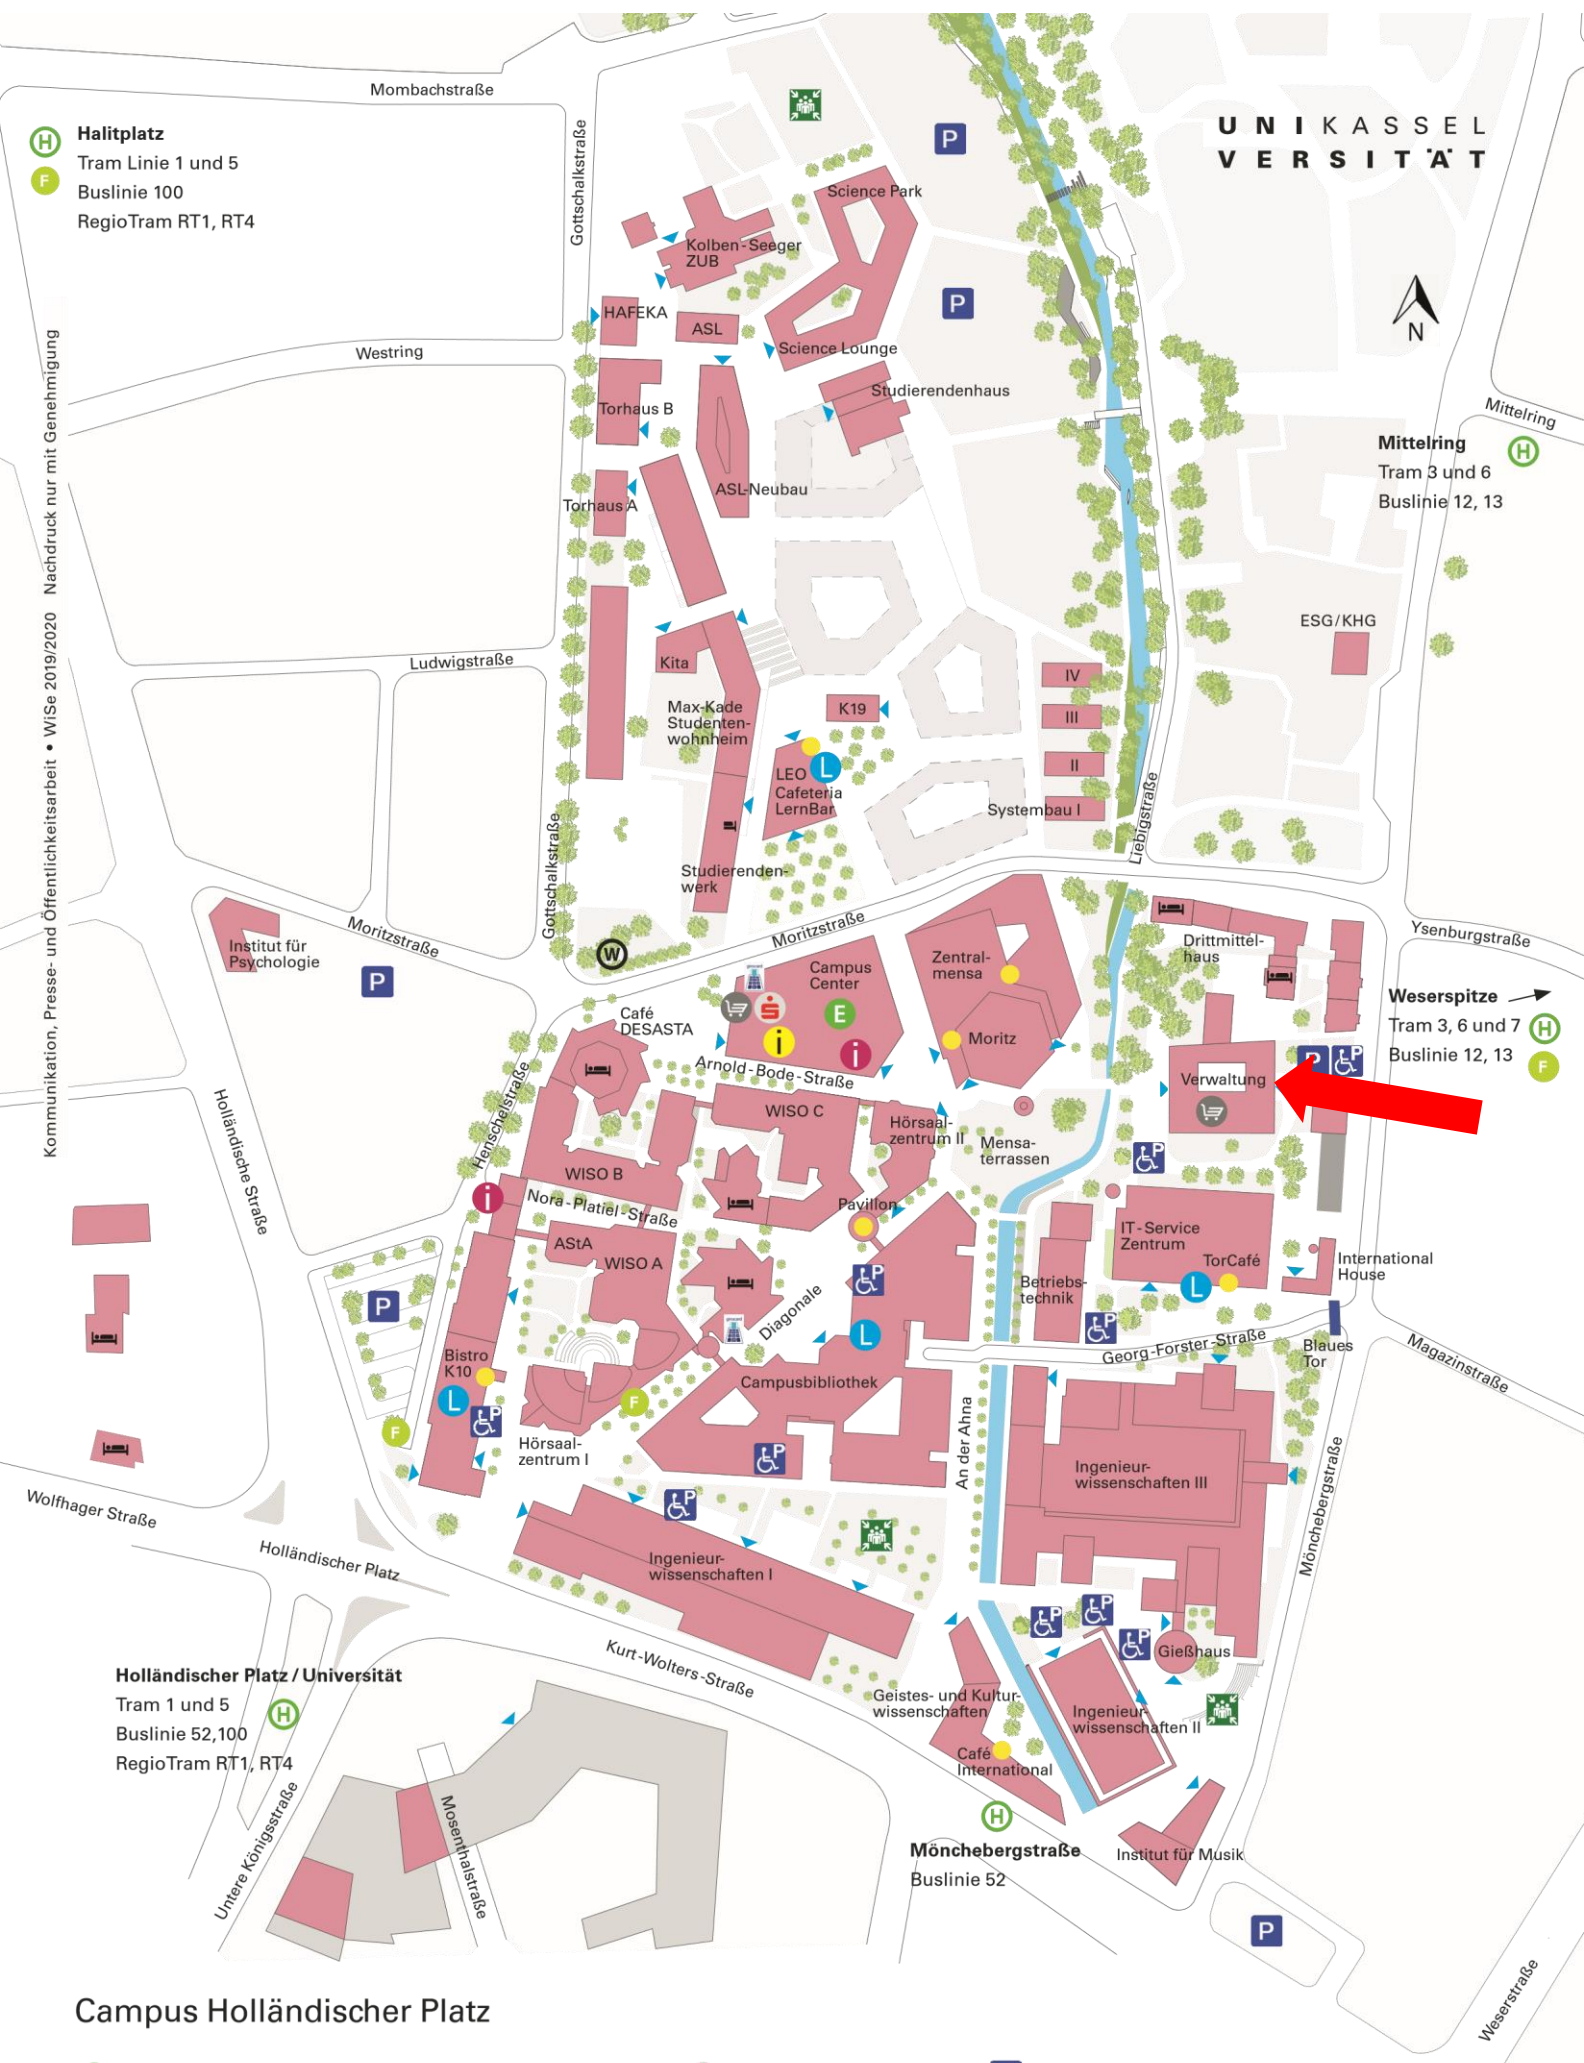 Mombachstraße
UNIKASSEL
VERSITÄT
H
Halitplatz
F
Tram Linie 1 und 5
Buslinie 100
RegioTram RT1, RT4
Gottschalkstraße
P
Science Park
Kolben-Seeger
ZUB
P
HAFEKA
ASL
N
Science Lounge
Westring
Studierendenhaus
Torhaus B
Mittelring
Mittelring
H
Tram 3 und 6
Buslinie 12, 13
ASL-Neubau
Torhaus A
Kommunikation, Presse- und Öffentlichkeitsarbeit • WiSe 2019/2020 Nachdruck nur mit Genehmigung
ESG/KHG
Ludwigstraße
Kita
IV
Max-Kade
Studenten-
wohnheim
K19
III
II
LEO
L
Cafeteria
LernBar
Systembau I
Liebigstraße
Gottschalkstraße
Studierenden-
werk
Moritzstraße
Moritzstraße
Ysenburgstraße
Institut für
Psychologie
P
W
Drittmittel-
haus
Zentral-
mensa
Campus
Center
E
S
i
i
Weserspitze
Tram 3, 6 und 7
H
Buslinie 12, 13
F
Café
DESASTA
Moritz
Arnold-Bode-Straße
P
P
Verwaltung
Holländische Straße
Henschelstraße
WISO C
Hörsaal-
zentrum II
Mensa-
terrassen
P
WISO B
i
Nora-Platiel-Straße
Pavillon
AStA
WISO A
IT-Service
Zentrum
TorCafé
L
International
House
P
Betriebs-
technik
P
Diagonale
L
P
Georg-Forster-Straße
Blaues
Tor
Magazinstraße
Bistro
K10
L
P
F
F
Campusbibliothek
Hörsaal-
zentrum I
P
An der Ahna
Ingenieur-
wissenschaften III
Mönchebergstraße
Wolfhager Straße
P
Holländischer Platz
Ingenieur-
wissenschaften I
P
P
P
Gießhaus
Kurt-Wolters-Straße
Holländischer Platz / Universität
Tram 1 und 5
H
Buslinie 52,100
RegioTram RT1, RT4
Geistes- und Kultur-
wissenschaften
Ingenieur-
wissenschaften II
Café
International
Untere Königsstraße
Mosenthalstraße
H
Mönchebergstraße
Buslinie 52
Institut für Musik
P
Weserstraße
Campus Holländischer Platz